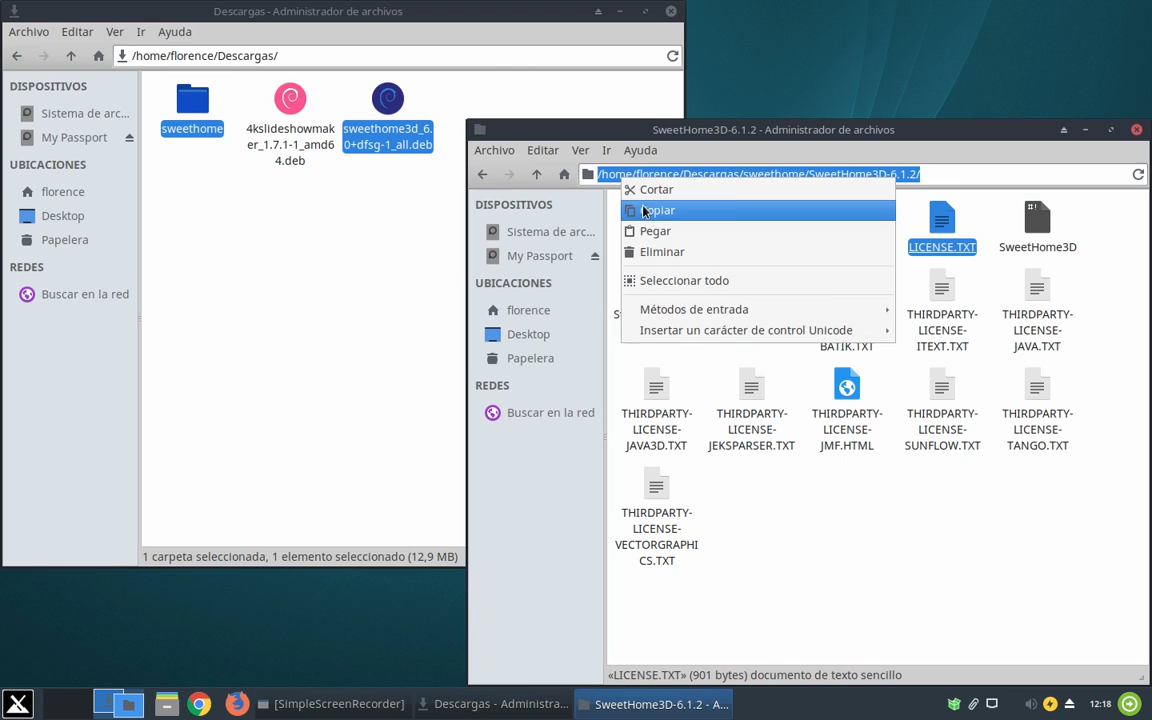 Descargas - Administrador de archivos
Archivo Editar Ver Ir Ayuda
/home/florence/Descargas/
DISPOSITIVOS
Sistema de arc...
My Passport
UBICACIONES
florence
Desktop
Papelera
REDES
Buscar en la red
sweethome
4kslideshowmak
er_1.7.1-1_amd6
4.deb
sweethome3d_6.
0+dfsg-1_all.deb
1 carpeta seleccionada, 1 elemento seleccionado (12,9 MB)
SweetHome3D-6.1.2 - Administrador de archivos
Archivo Editar Ver Ir Ayuda
/home/florence/Descargas/sweethome/SweetHome3D-6.1.2/
DISPOSITIVOS
Sistema de arc...
My Passport
UBICACIONES
florence
Desktop
Papelera
REDES
Buscar en la red
Cortar
Copiar
Pegar
Eliminar
Seleccionar todo
Métodos de entrada
Insertar un carácter de control Unicode
LICENSE.TXT
SweetHome3D
BATIK.TXT
THIRDPARTY-
LICENSE-
ITEXT.TXT
THIRDPARTY-
LICENSE-
JAVA.TXT
THIRDPARTY-
LICENSE-
JAVA3D.TXT
THIRDPARTY-
LICENSE-
JEKSPARSER.TXT
THIRDPARTY-
LICENSE-
JMF.HTML
THIRDPARTY-
LICENSE-
SUNFLOW.TXT
THIRDPARTY-
LICENSE-
TANGO.TXT
THIRDPARTY-
LICENSE-
VECTORGRAPHI
CS.TXT
«LICENSE.TXT» (901 bytes) documento de texto sencillo
[SimpleScreenRecorder]
Descargas - Administra...
SweetHome3D-6.1.2 - A...
12:18